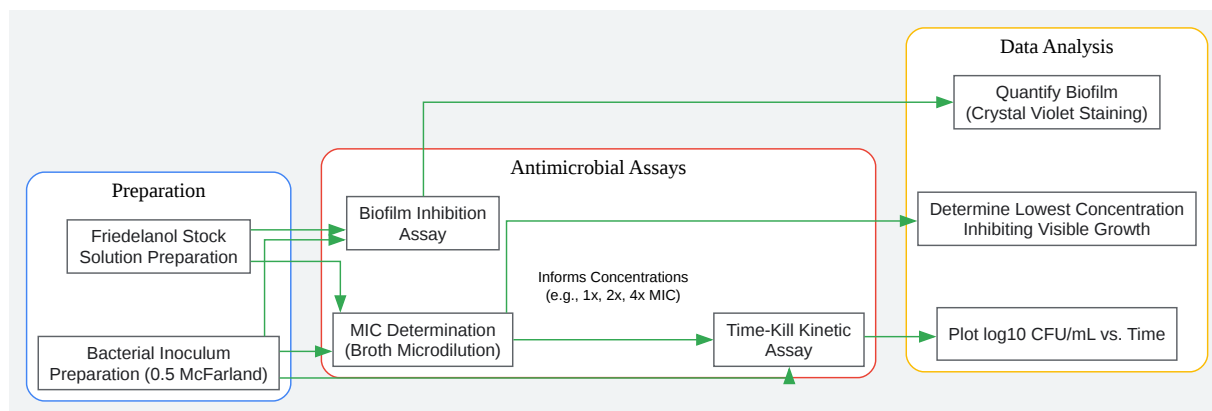 Preparation
Friedelanol Stock
Solution Preparation
Bacterial Inoculum
Preparation (0.5 McFarland)
Antimicrobial Assays
Biofilm Inhibition
Assay
MIC Determination
(Broth Microdilution)
Informs Concentrations
(e.g., 1x, 2x, 4x MIC)
Time-Kill Kinetic
Assay
Data Analysis
Quantify Biofilm
(Crystal Violet Staining)
Determine Lowest Concentration
Inhibiting Visible Growth
Plot log10 CFU/mL vs. Time